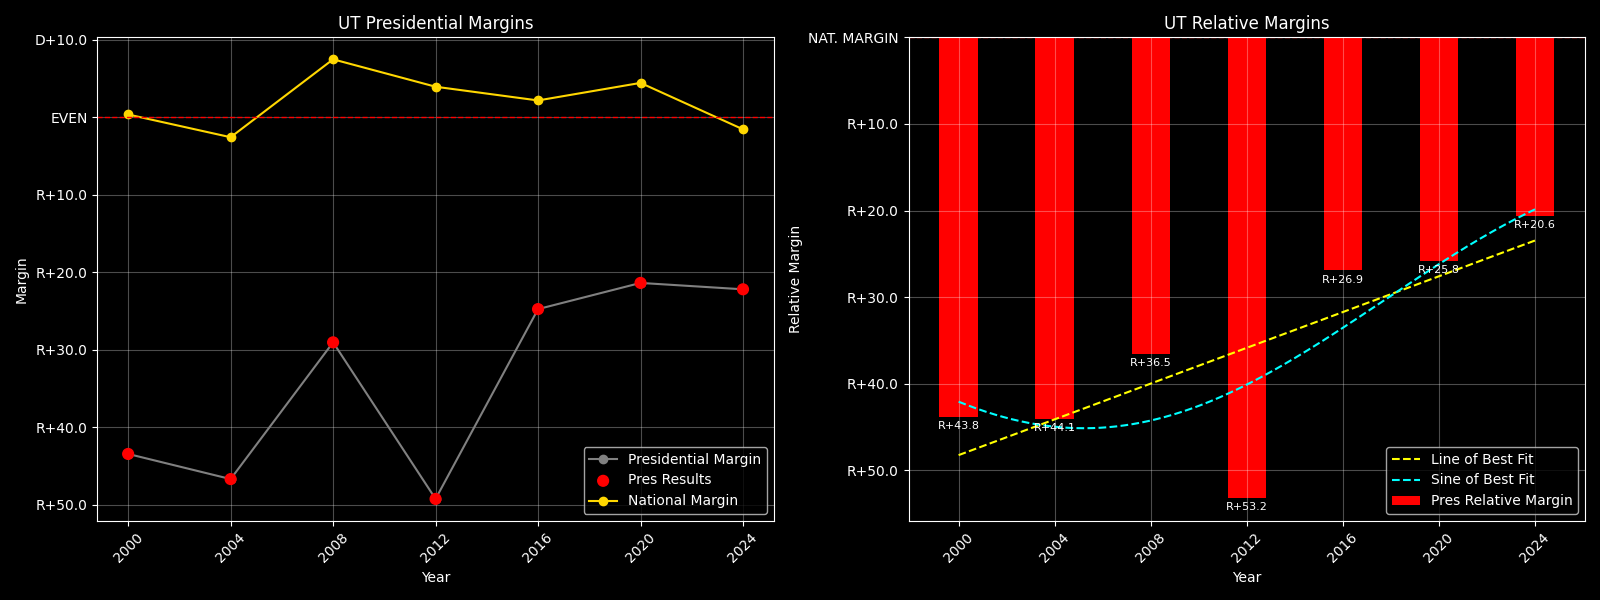 UT Presidential Margins
D+10.0
EVEN
R+10.0
R+20.0
R+30.0
R+40.0
R+50.0
Margin
2000
2004
2008
2012
2016
2020
2024
Year
Presidential Margin
Pres Results
National Margin
UT Relative Margins
NAT. MARGIN
R+10.0
R+20.0
R+30.0
R+40.0
R+50.0
Relative Margin
R+43.8
R+44.1
R+36.5
R+53.2
R+26.9
R+25.8
R+20.6
2000
2004
2008
2012
2016
2020
2024
Year
Line of Best Fit
Sine of Best Fit
Pres Relative Margin